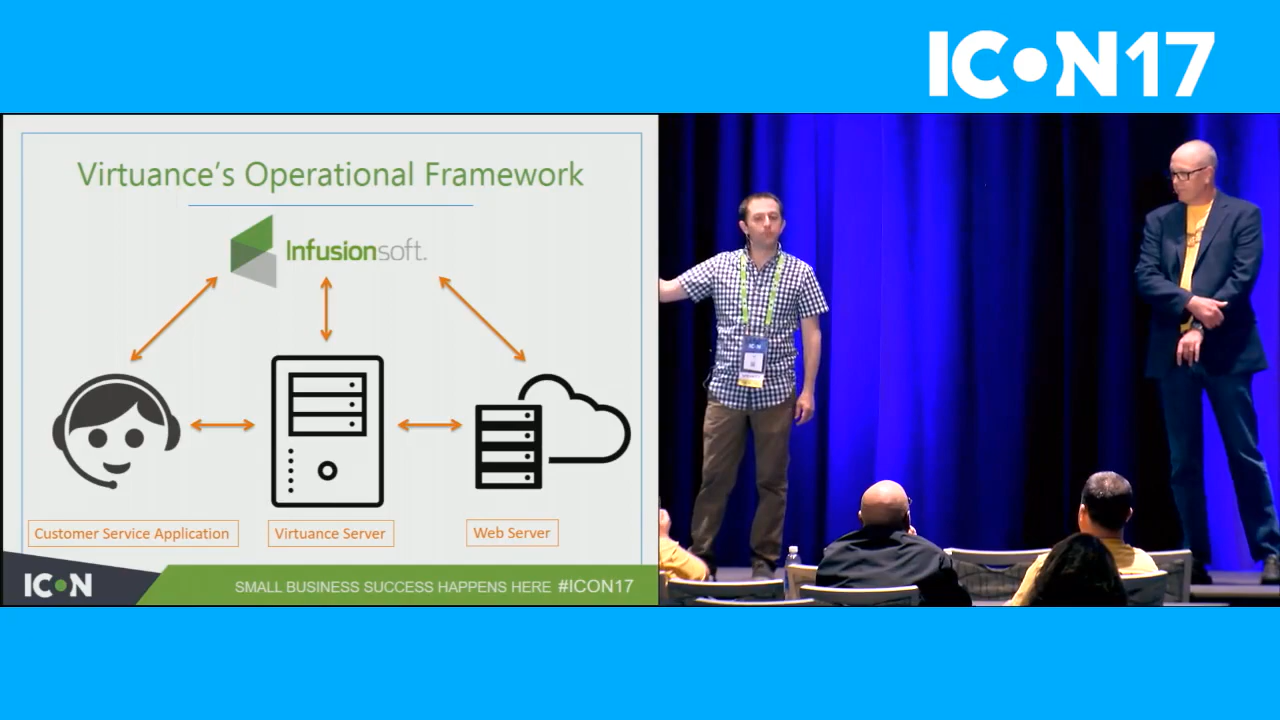 ICON17
Virtuance's Operational Framework
Infusionsoft.
Customer Service Application
Virtuance Server
Web Server
ICON
SMALL BUSINESS SUCCESS HAPPENS HERE #ICON17
ICON